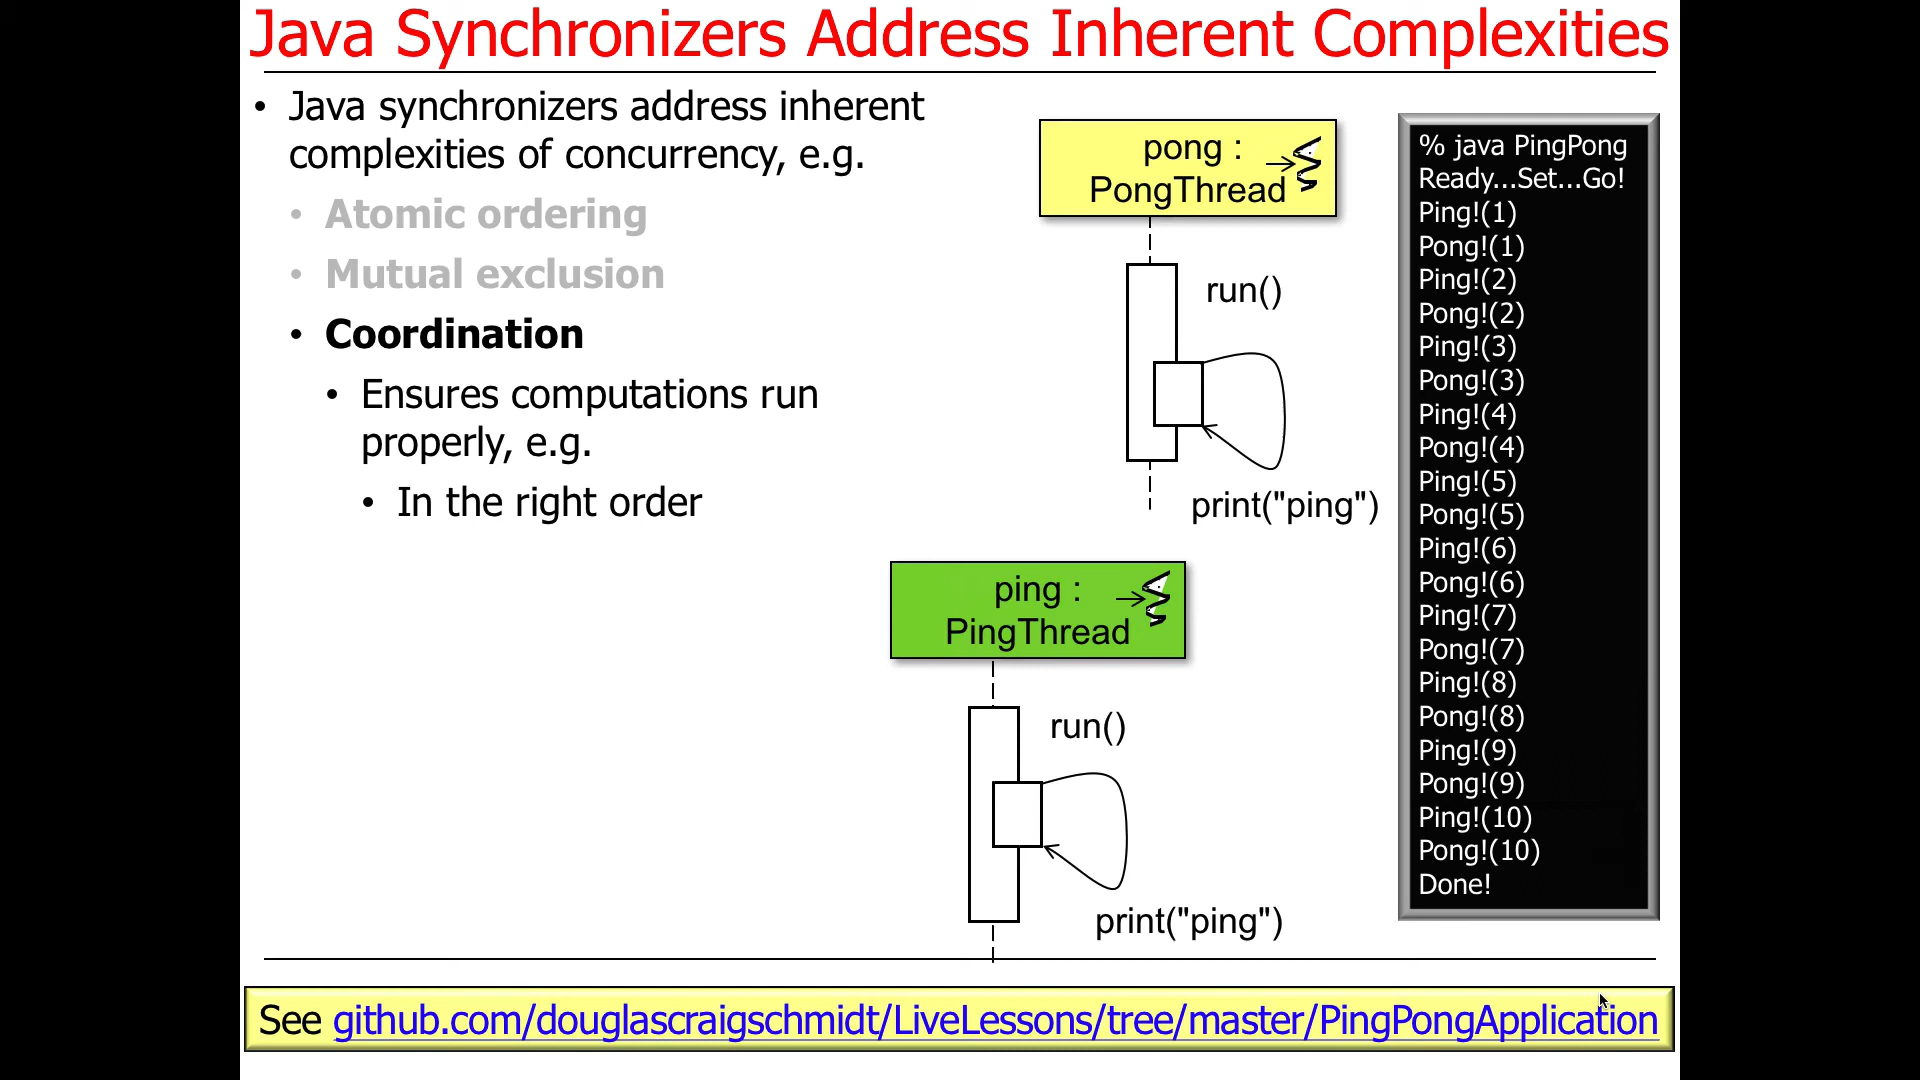 Java Synchronizers Address Inherent Complexities
• Java synchronizers address inherent
complexities of concurrency, e.g.
• Atomic ordering
• Mutual exclusion
• Coordination
• Ensures computations run
properly, e.g.
• In the right order
pong :
PongThread
run()
print("ping")
ping :
PingThread
run()
print("ping")
% java PingPong
Ready...Set...Go!
Ping!(1)
Pong!(1)
Ping!(2)
Pong!(2)
Ping!(3)
Pong!(3)
Ping!(4)
Pong!(4)
Ping!(5)
Pong!(5)
Ping!(6)
Pong!(6)
Ping!(7)
Pong!(7)
Ping!(8)
Pong!(8)
Ping!(9)
Pong!(9)
Ping!(10)
Pong!(10)
Done!
See github.com/douglascraigschmidt/LiveLessons/tree/master/PingPongApplication